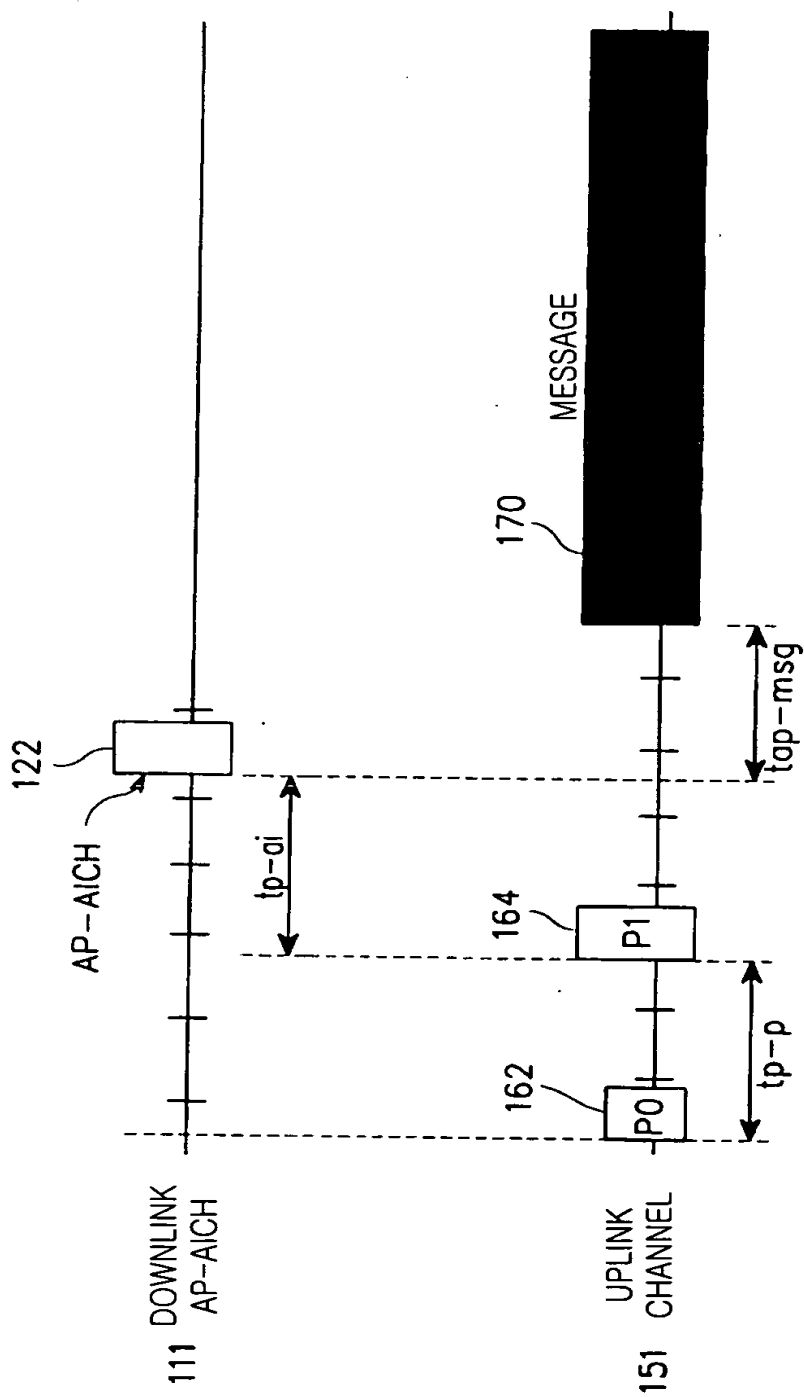 122
AP-AICH
tp-ai
111 DOWNLINK
AP-AICH
MESSAGE
170
164
162
P0
P1
UPLINK
151 CHANNEL
tp-p
tap-msg